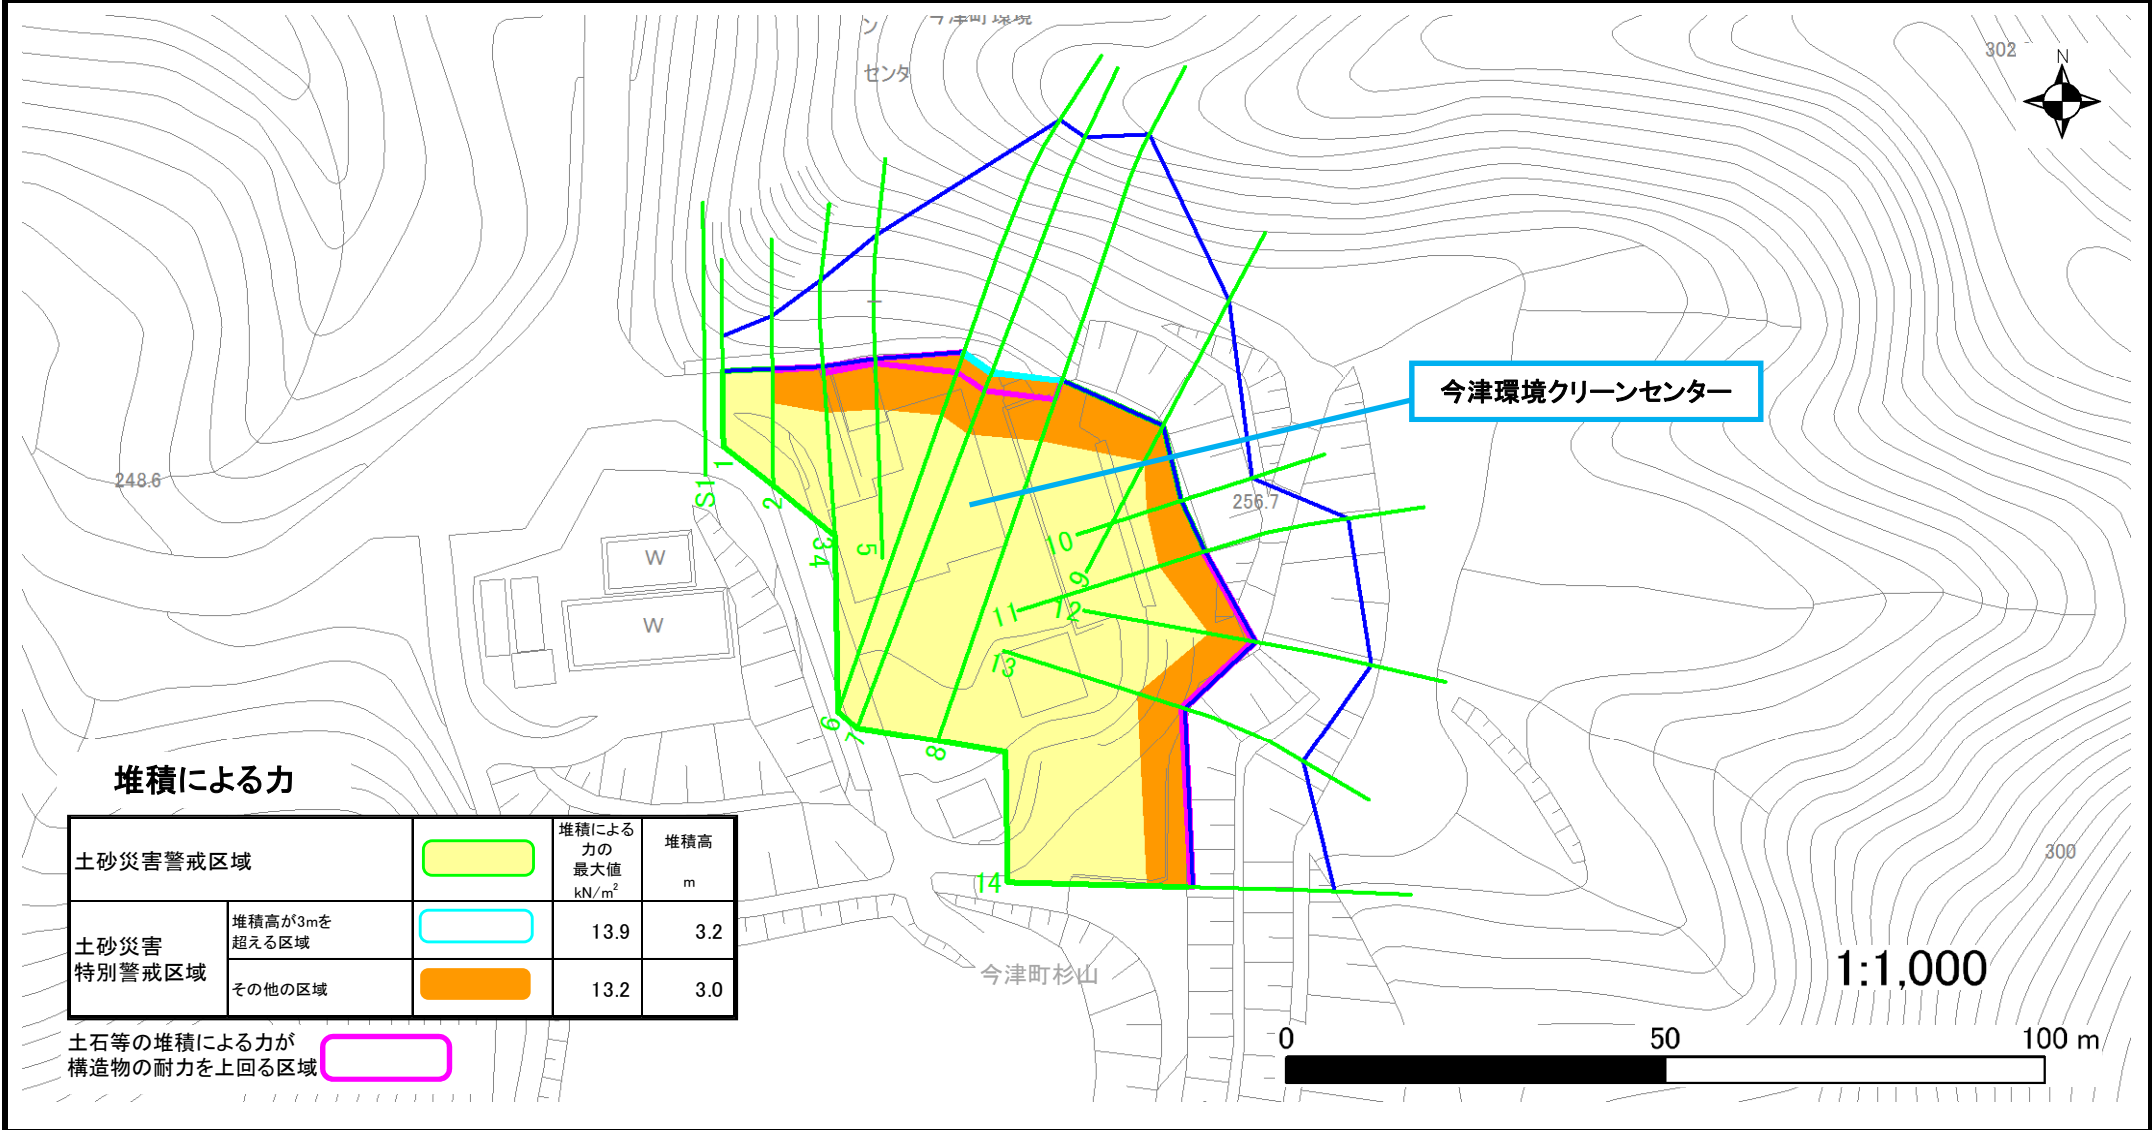 今津町環境
ン
センタ
302
N
今津環境クリーンセンター
248.6
256.7
1
S1
2
3
4
5
10
9
11
12
13
W
W
6
7
8
14
300
今津町杉山
堆積による力
土砂災害警戒区域
堆積による
力の
最大値
kN/m²
堆積高
m
土砂災害
特別警戒区域
堆積高が3mを
超える区域
13.9
3.2
その他の区域
13.2
3.0
土石等の堆積による力が
構造物の耐力を上回る区域
1:1,000
0
50
100 m